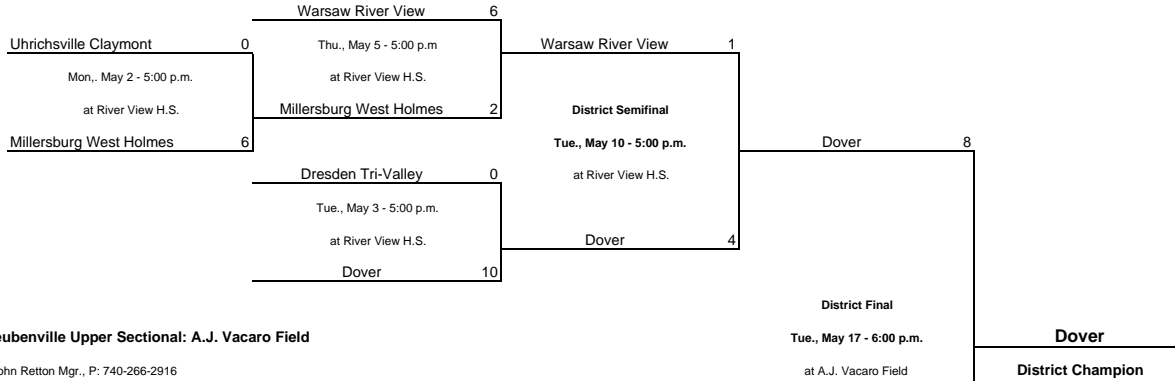 Warsaw River View 6
Uhrichsville Claymont 0 Thu., May 5 - 5:00 p.m Warsaw River View 1
Mon,. May 2 - 5:00 p.m. at River View H.S.
at River View H.S. Millersburg West Holmes 2 District Semifinal
Millersburg West Holmes 6 Tue., May 10 - 5:00 p.m. Dover 8
Dresden Tri-Valley 0 at River View H.S.
Tue., May 3 - 5:00 p.m.
at River View H.S. Dover 4
Dover 10
District Final
eubenville Upper Sectional: A.J. Vacaro Field Tue., May 17 - 6:00 p.m. Dover
ohn Retton Mgr., P: 740-266-2916 at A.J. Vacaro Field District Champion